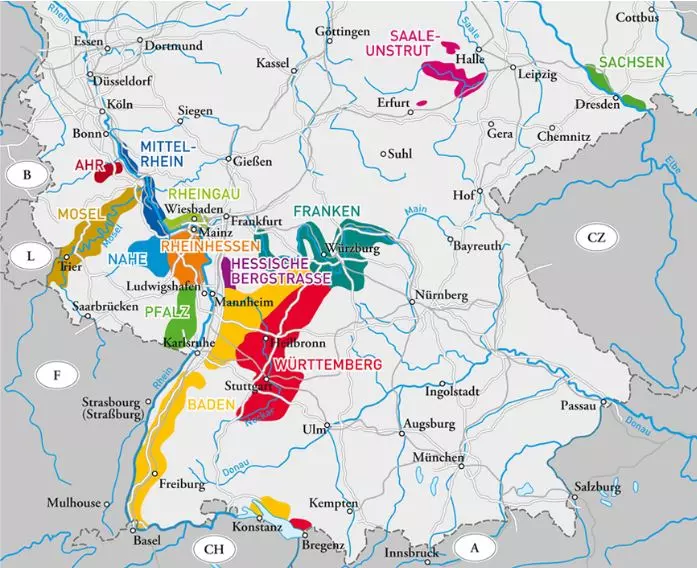 Rhein
Essen
Dortmund
Göttingen
SAALE-
UNSTRUT
Saale
Halle
Cottbus
Kassel
Leipzig
SACHSEN
Düsseldorf
Köln
Siegen
Erfurt
Dresden
Bonn
MITTEL-
RHEIN
Gera
Chemnitz
Gießen
Suhl
Elbe
B
AHR
RHEINGAU
Hof
MOSEL
Wiesbaden
Frankfurt
FRANKEN
Main
Mosel
Mainz
L
Trier
NAHE
RHEINHESSEN
Würzburg
Bayreuth
CZ
HESSISCHE
BERGSTRASSE
Ludwigshafen
Mannheim
Nürnberg
Saarbrücken
PFALZ
Karlsruhe
Heilbronn
WÜRTTEMBERG
F
Rhein
Stuttgart
Ingolstadt
Strasbourg
(Straßburg)
BADEN
Neckar
Passau
Ulm
Augsburg
Donau
Donau
München
Freiburg
Mulhouse
Kempten
Salzburg
Konstanz
Basel
CH
Bregenz
Innsbruck
A